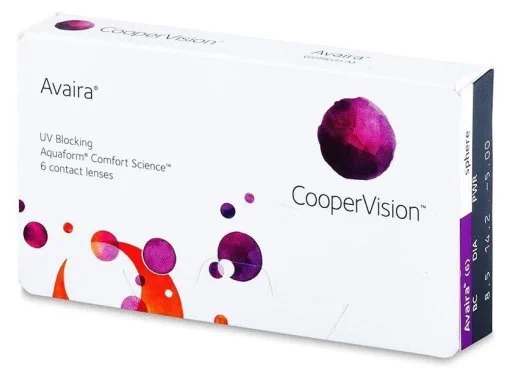 CooperVision™
Avaira®
Avaira®
UV Blocking
Aquaform® Comfort Science™
6 contact lenses
CooperVision™
Avaira® (6) sphere
BC DIA PWR
8.5 14.2 -5.00